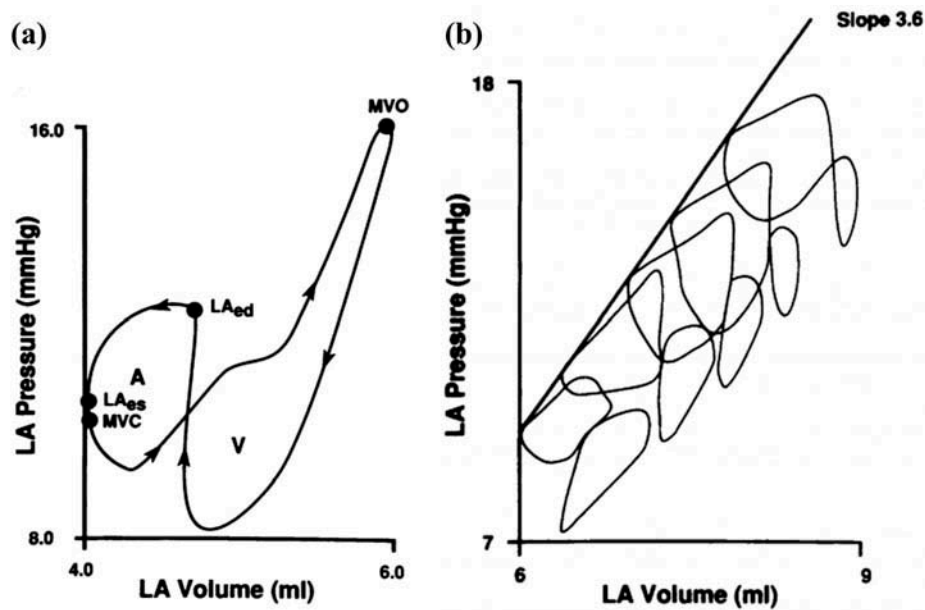 (a)
MVO
16.0
LA Pressure (mmHg)
LAed
A
LAes
MVC
V
8.0
4.0
6.0
LA Volume (ml)
(b)
Slope 3.6
18
LA Pressure (mmHg)
7
6
9
LA Volume (ml)